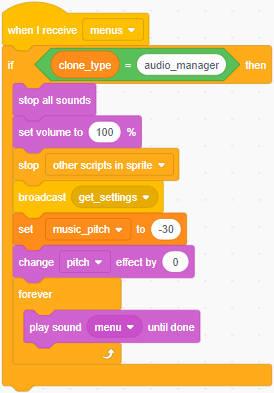 when I receive menus
if clone_type = audio_manager then
stop all sounds
set volume to 100 %
stop other scripts in sprite
broadcast get_settings
set music_pitch to -30
change pitch effect by 0
forever
play sound menu until done